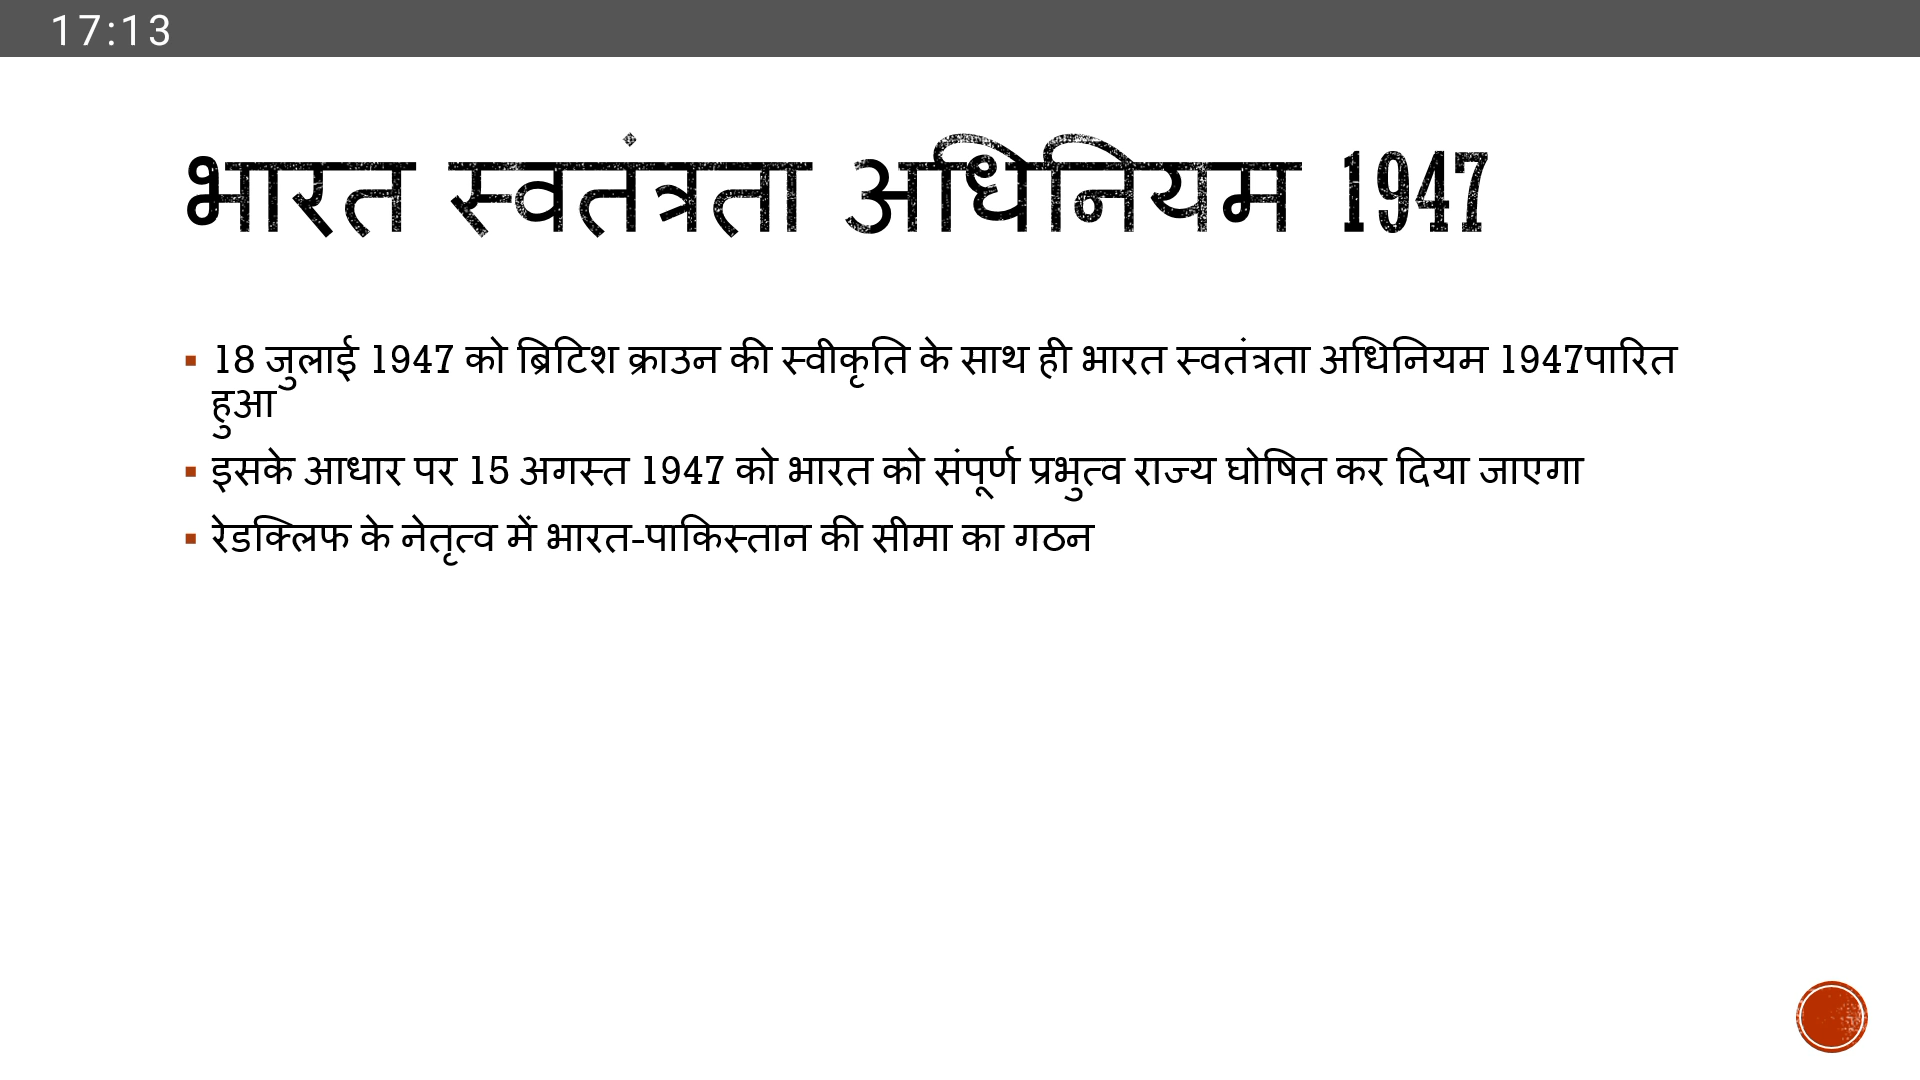 17:13
भारत स्वतंत्रता अधिनियम 1947
▪ 18 जुलाई 1947 को ब्रिटिश क्राउन की स्वीकृति के साथ ही भारत स्वतंत्रता अधिनियम 1947पारित
हुआ
▪ इसके आधार पर 15 अगस्त 1947 को भारत को संपूर्ण प्रभुत्व राज्य घोषित कर दिया जाएगा
▪ रेडक्लिफ के नेतृत्व में भारत-पाकिस्तान की सीमा का गठन